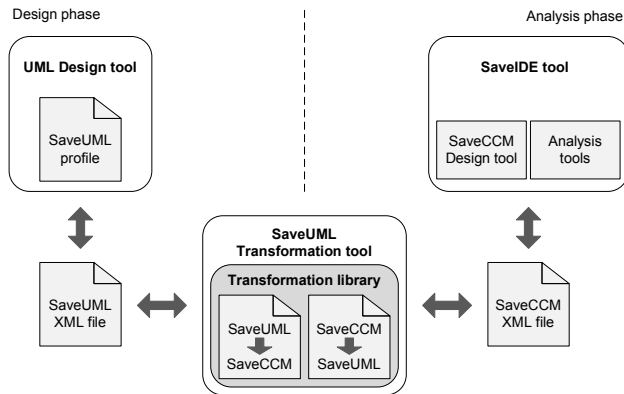 Design phase
Analysis phase
UML Design tool
SaveUML
profile
SaveIDE tool
SaveCCM
Design tool
Analysis
tools
SaveUML
XML file
SaveUML
Transformation tool
Transformation library
SaveUML
SaveCCM
SaveCCM
SaveUML
SaveCCM
XML file